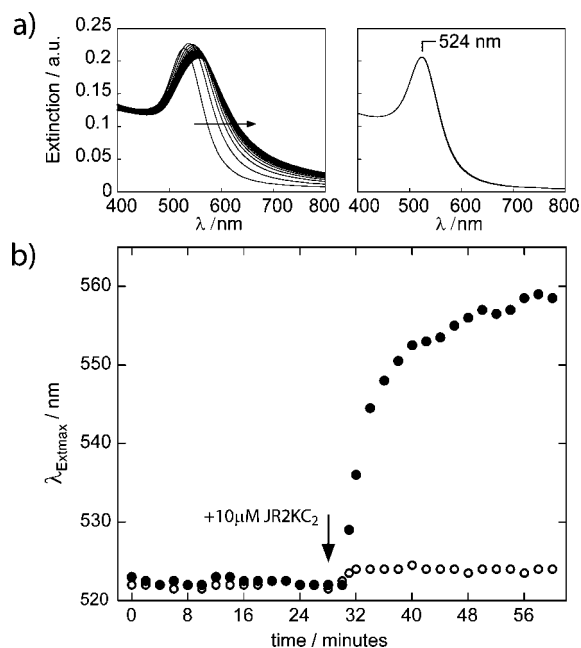 a)
Extinction / a.u.
0.25
0.2
0.15
0.1
0.05
0
400 500 600 700 800
λ /nm
524 nm
400 500 600 700 800
λ /nm
b)
λExtmax / nm
560
550
540
530
520
+10μM JR2KC₂
0 8 16 24 32 40 48 56
time / minutes